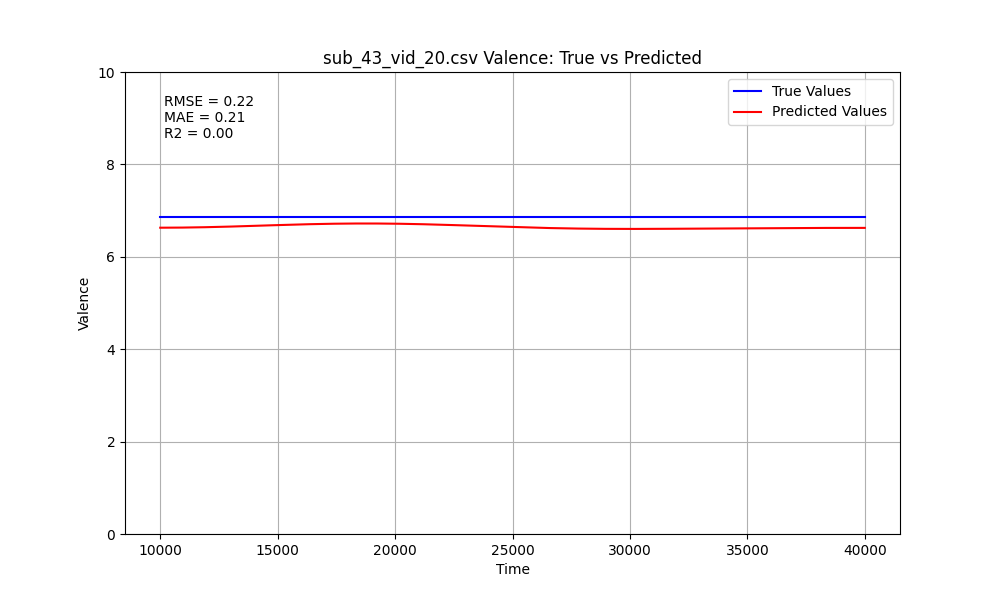 sub_43_vid_20.csv Valence: True vs Predicted
RMSE = 0.22
MAE = 0.21
R2 = 0.00
True Values
Predicted Values
10
8
6
4
2
0
Valence
10000
15000
20000
25000
30000
35000
40000
Time